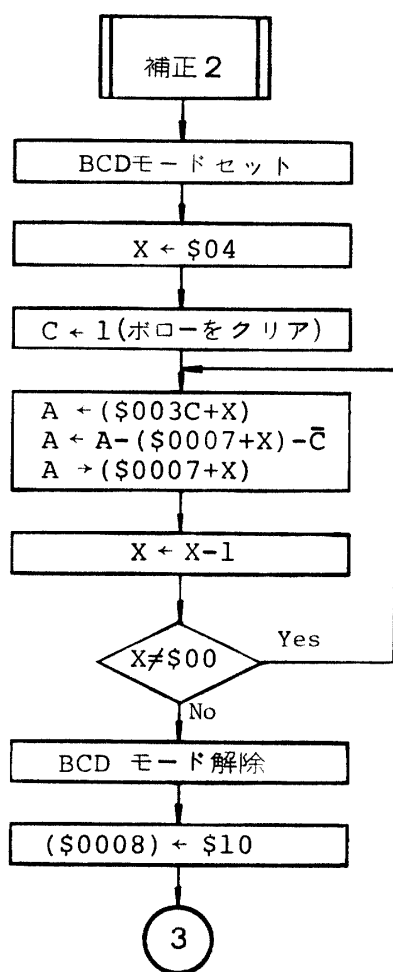 補正2
BCDモードセット
X ← $04
C ← 1(ボローをクリア)
A ← ($003C+X)
A ← A-($0007+X)-C̄
A → ($0007+X)
X ← X-1
X≠$00
Yes
No
BCD モード解除
($0008) ← $10
3